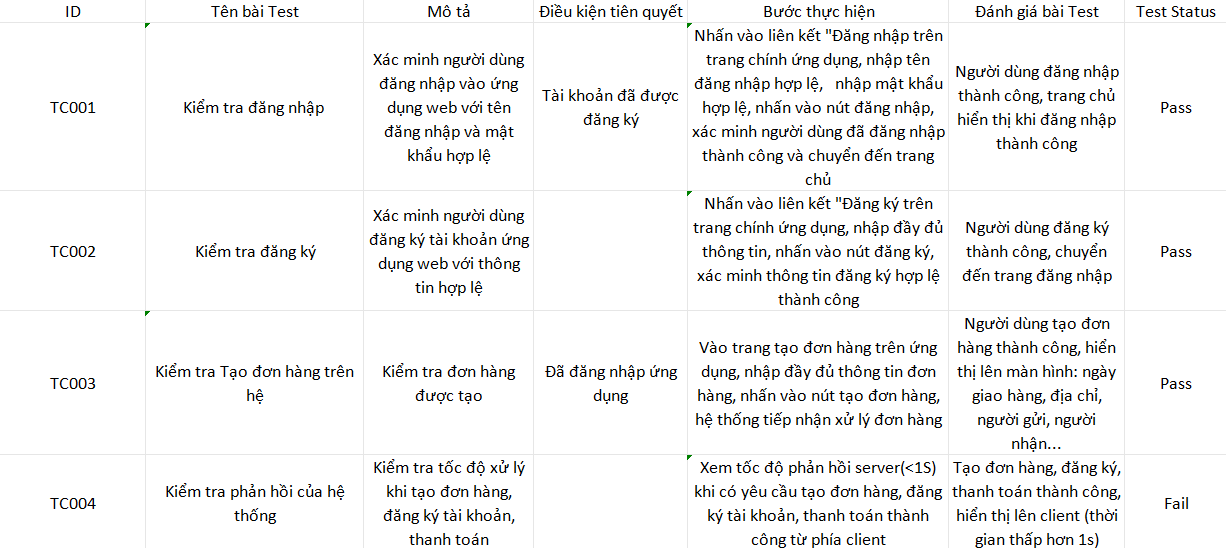 ID Tên bài Test Mô tả Điều kiện tiên quyết Bước thực hiện Đánh giá bài Test Test Status
TC001
Kiểm tra đăng nhập
Xác minh người dùng
đăng nhập vào ứng
dụng web với tên
đăng nhập và mật
khẩu hợp lệ
Tài khoản đã được
đăng ký
Nhấn vào liên kết "Đăng nhập trên
trang chính ứng dụng, nhập tên
đăng nhập hợp lệ, nhập mật khẩu
hợp lệ, nhấn vào nút đăng nhập,
xác minh người dùng đã đăng nhập
thành công và chuyển đến trang
chủ
Người dùng đăng nhập
thành công, trang chủ
hiển thị khi đăng nhập
thành công
Pass
TC002
Kiểm tra đăng ký
Xác minh người dùng
đăng ký tài khoản ứng
dụng web với thông
tin hợp lệ
Nhấn vào liên kết "Đăng ký trên
trang chính ứng dụng, nhập đầy đủ
thông tin, nhấn vào nút đăng ký,
xác minh thông tin đăng ký hợp lệ
thành công
Người dùng đăng ký
thành công, chuyển
đến trang đăng nhập
Pass
TC003
Kiểm tra Tạo đơn hàng trên
hệ
Kiểm tra đơn hàng
được tạo
Đã đăng nhập ứng
dụng
Vào trang tạo đơn hàng trên ứng
dụng, nhập đầy đủ thông tin đơn
hàng, nhấn vào nút tạo đơn hàng,
hệ thống tiếp nhận xử lý đơn hàng
Người dùng tạo đơn
hàng thành công, hiển
thị lên màn hình: ngày
giao hàng, địa chỉ,
người gửi, người
nhận...
Pass
TC004
Kiểm tra phản hồi của hệ
thống
Kiểm tra tốc độ xử lý
khi tạo đơn hàng,
đăng ký tài khoản,
thanh toán
Xem tốc độ phản hồi server(<1S)
khi có yêu cầu tạo đơn hàng, đăng
ký tài khoản, thanh toán thành
công từ phía client
Tạo đơn hàng, đăng ký,
thanh toán thành công,
hiển thị lên client (thời
gian thấp hơn 1s)
Fail